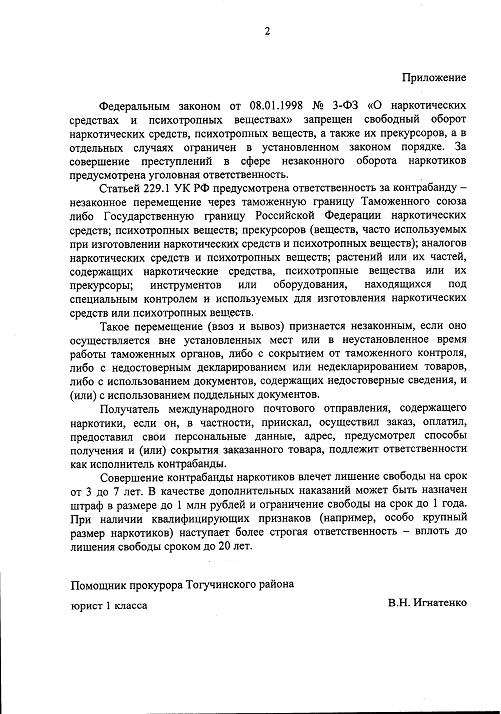 2
Приложение
Федеральным законом от 08.01.1998 № 3-ФЗ «О наркотических
средствах и психотропных веществах» запрещен свободный оборот
наркотических средств, психотропных веществ, а также их прекурсоров, а в
отдельных случаях ограничен в установленном законом порядке. За
совершение преступлений в сфере незаконного оборота наркотиков
предусмотрена уголовная ответственность.
Статьей 229.1 УК РФ предусмотрена ответственность за контрабанду –
незаконное перемещение через таможенную границу Таможенного союза
либо Государственную границу Российской Федерации наркотических
средств; психотропных веществ; прекурсоров (веществ, часто используемых
при изготовлении наркотических средств и психотропных веществ); аналогов
наркотических средств и психотропных веществ; растений или их частей,
содержащих наркотические средства, психотропные вещества или их
прекурсоры; инструментов или оборудования, находящихся под
специальным контролем и используемых для изготовления наркотических
средств или психотропных веществ.
Такое перемещение (ввоз и вывоз) признается незаконным, если оно
осуществляется вне установленных мест или в неустановленное время
работы таможенных органов, либо с сокрытием от таможенного контроля,
либо с недостоверным декларированием или недекларированием товаров,
либо с использованием документов, содержащих недостоверные сведения, и
(или) с использованием поддельных документов.
Получатель международного почтового отправления, содержащего
наркотики, если он, в частности, приискал, осуществил заказ, оплатил,
предоставил свои персональные данные, адрес, предусмотрел способы
получения и (или) сокрытия заказанного товара, подлежит ответственности
как исполнитель контрабанды.
Совершение контрабанды наркотиков влечет лишение свободы на срок
от 3 до 7 лет. В качестве дополнительных наказаний может быть назначен
штраф в размере до 1 млн рублей и ограничение свободы на срок до 1 года.
При наличии квалифицирующих признаков (например, особо крупный
размер наркотиков) наступает более строгая ответственность – вплоть до
лишения свободы сроком до 20 лет.
Помощник прокурора Тогучинского района
юрист 1 класса В.Н. Игнатенко